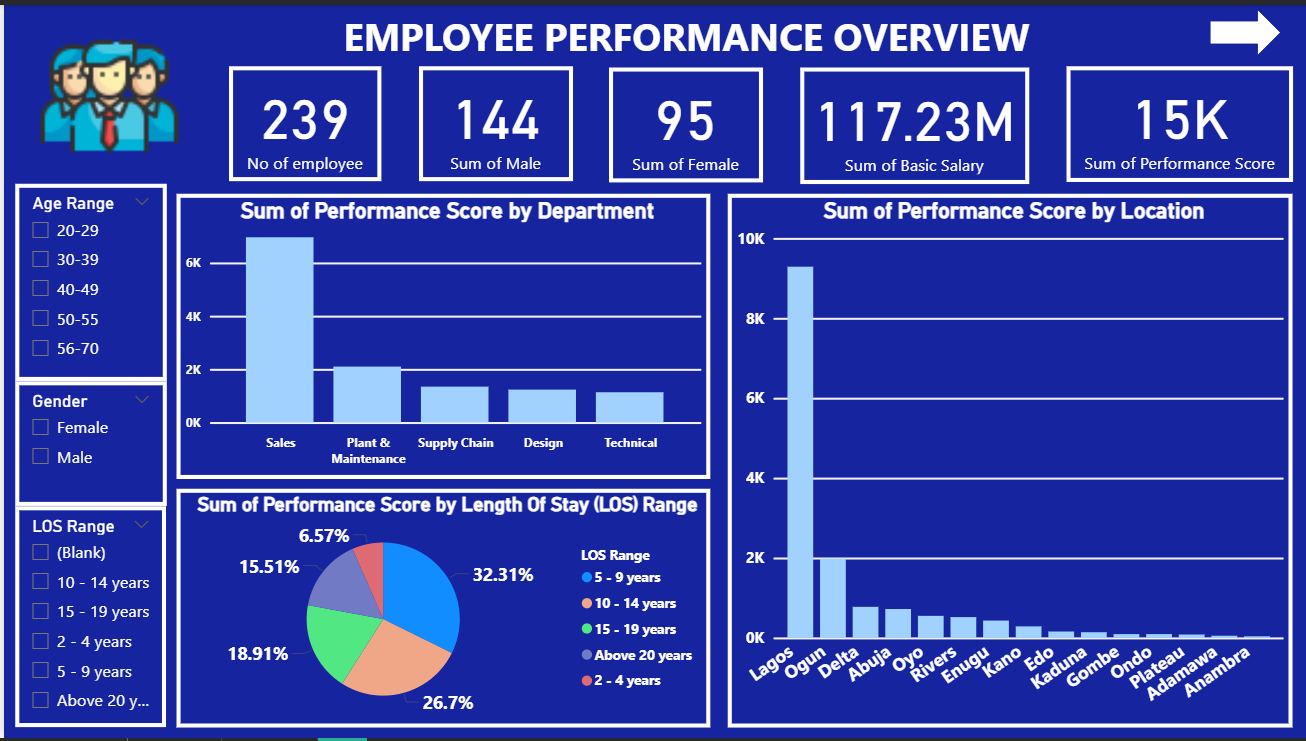 EMPLOYEE PERFORMANCE OVERVIEW
239
No of employee
144
Sum of Male
95
Sum of Female
117.23M
Sum of Basic Salary
15K
Sum of Performance Score
Age Range
20-29
30-39
40-49
50-55
56-70
Gender
Female
Male
LOS Range
(Blank)
10 - 14 years
15 - 19 years
2 - 4 years
5 - 9 years
Above 20 y...
Sum of Performance Score by Department
6K
4K
2K
0K
Sales
Plant &
Maintenance
Supply Chain
Design
Technical
Sum of Performance Score by Length Of Stay (LOS) Range
6.57%
15.51%
32.31%
18.91%
26.7%
LOS Range
5 - 9 years
10 - 14 years
15 - 19 years
Above 20 years
2 - 4 years
Sum of Performance Score by Location
10K
8K
6K
4K
2K
0K
Lagos
Ogun
Delta
Abuja
Oyo
Rivers
Enugu
Kano
Edo
Kaduna
Gombe
Ondo
Plateau
Adamawa
Anambra